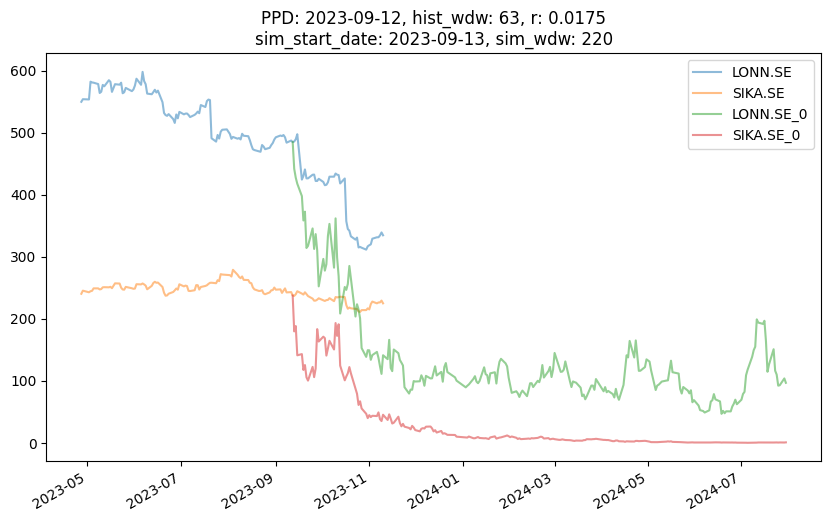 PPD: 2023-09-12, hist_wdw: 63, r: 0.0175
sim_start_date: 2023-09-13, sim_wdw: 220
LONN.SE
SIKA.SE
LONN.SE_0
SIKA.SE_0
600
500
400
300
200
100
0
2023-05
2023-07
2023-09
2023-11
2024-01
2024-03
2024-05
2024-07